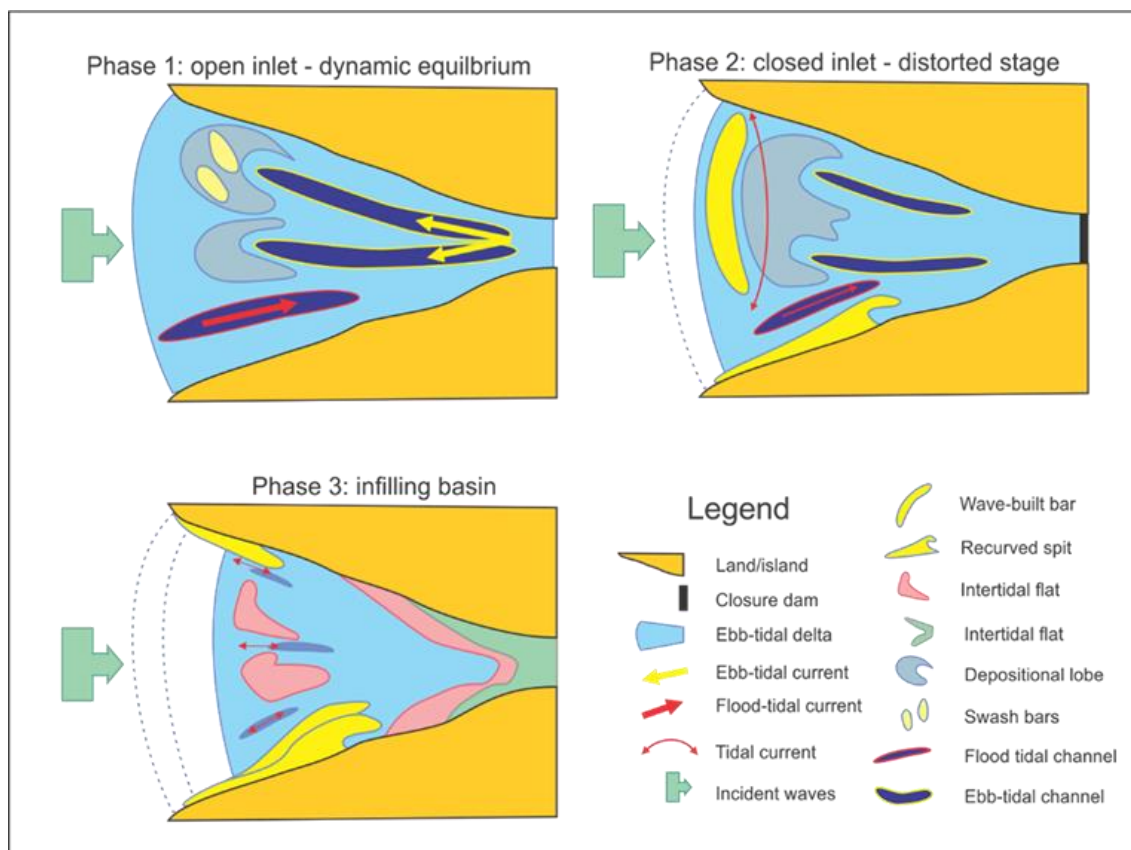 Phase 1: open inlet - dynamic equilbrium
Phase 2: closed inlet - distorted stage
Phase 3: infilling basin
Legend
Land/island
Closure dam
Ebb-tidal delta
Ebb-tidal current
Flood-tidal current
Tidal current
Incident waves
Wave-built bar
Recurved spit
Intertidal flat
Intertidal flat
Depositional lobe
Swash bars
Flood tidal channel
Ebb-tidal channel